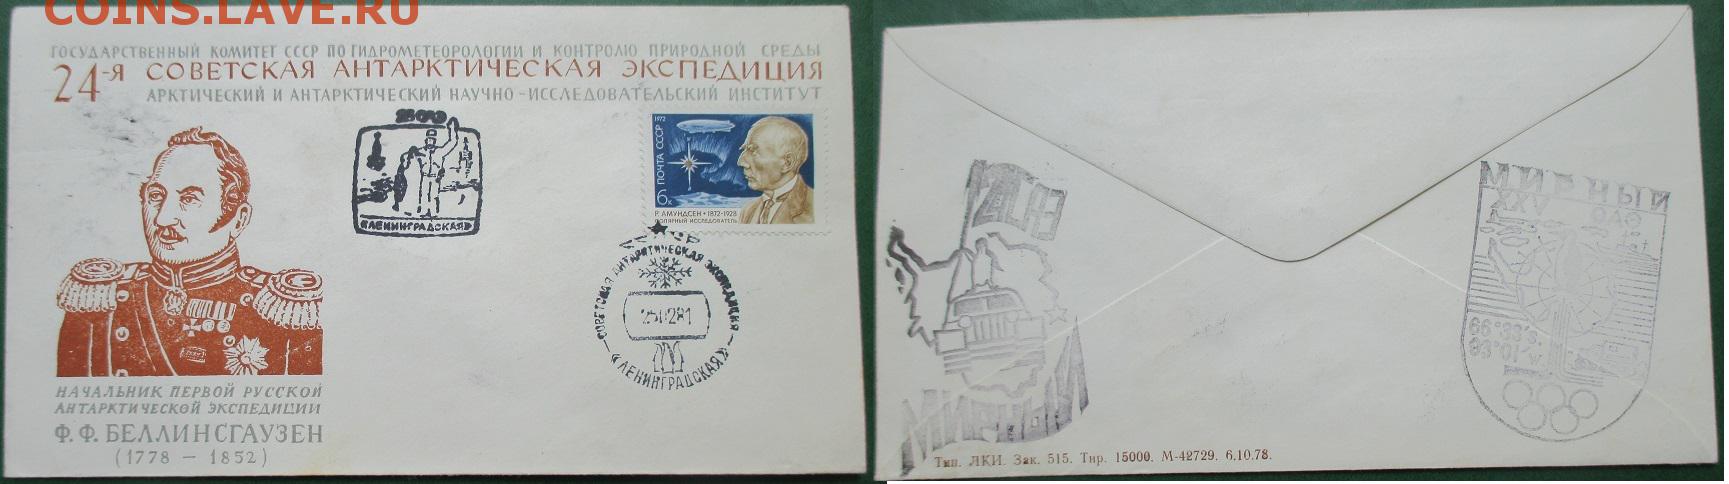 COINS.LAVE.RU
ГОСУДАРСТВЕННЫЙ КОМИТЕТ СССР ПО ГИДРОМЕТЕОРОЛОГИИ И КОНТРОЛЮ ПРИРОДНОЙ СРЕДЫ
24-Я СОВЕТСКАЯ АНТАРКТИЧЕСКАЯ ЭКСПЕДИЦИЯ
АРКТИЧЕСКИЙ И АНТАРКТИЧЕСКИЙ НАУЧНО-ИССЛЕДОВАТЕЛЬСКИЙ ИНСТИТУТ
«ЛЕНИНГРАДСКАЯ»
1972
ПОЧТА СССР
6К
Р. АМУНДСЕН • 1872-1928
ПОЛЯРНЫЙ ИССЛЕДОВАТЕЛЬ
СОВЕТСКАЯ АНТАРКТИЧЕСКАЯ ЭКСПЕДИЦИЯ
«ЛЕНИНГРАДСКАЯ»
НАЧАЛЬНИК ПЕРВОЙ РУССКОЙ
АНТАРКТИЧЕСКОЙ ЭКСПЕДИЦИИ
Ф. Ф. БЕЛЛИНСГАУЗЕН
(1778 – 1852)
МИРНЫЙ
МИРНЫЙ
Тип. ЛКИ. Зак. 515. Тир. 15000. М-42729. 6.10.78.